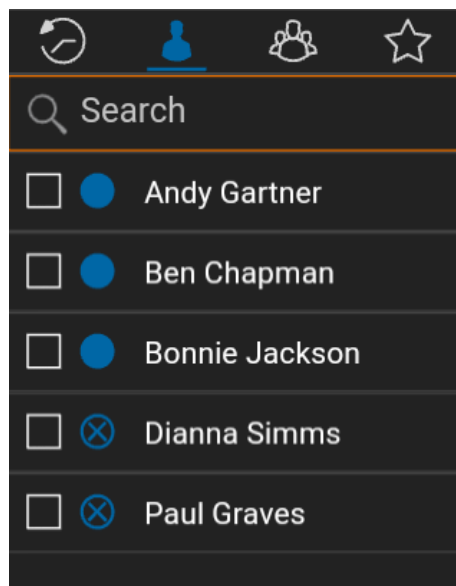 Search
Andy Gartner
Ben Chapman
Bonnie Jackson
Dianna Simms
Paul Graves